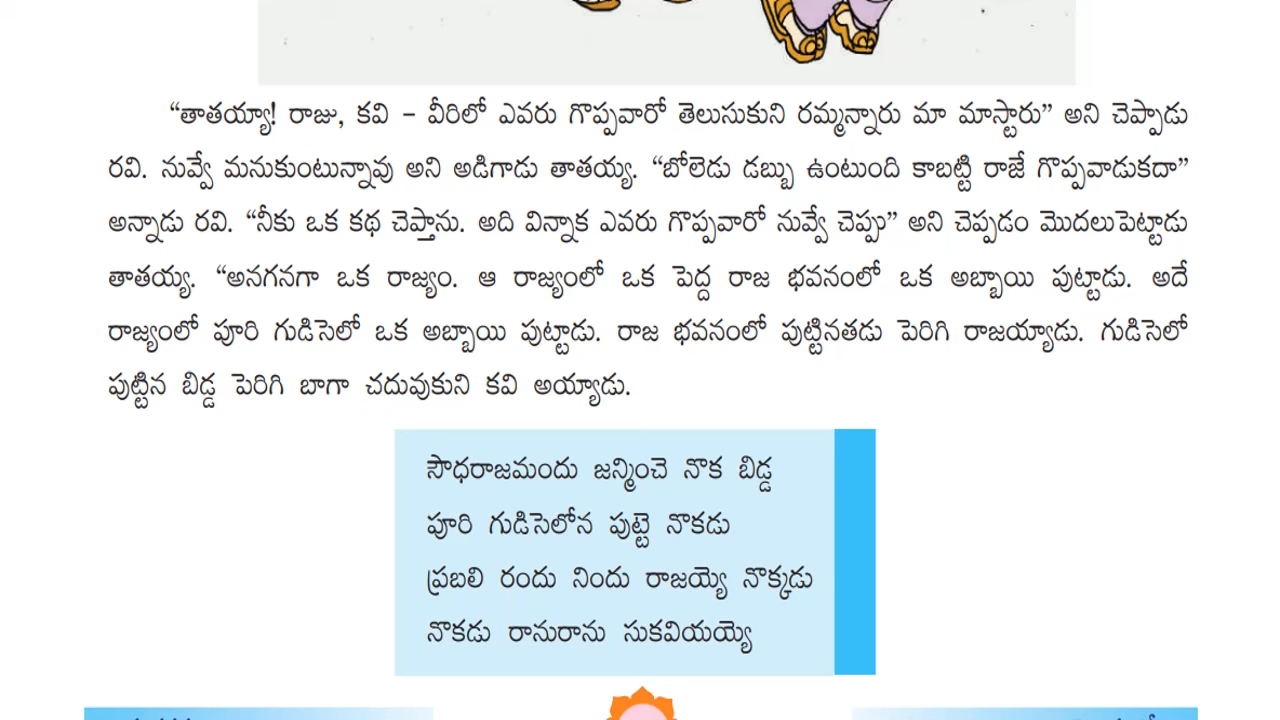 “తాతయ్యా! రాజు, కవి – వీరిలో ఎవరు గొప్పవారో తెలుసుకుని రమ్మన్నారు మా మాస్టారు” అని చెప్పాడు
రవి. నువ్వే మనుకుంటున్నావు అని అడిగాడు తాతయ్య. “బోలెడు డబ్బు ఉంటుంది కాబట్టి రాజే గొప్పవాడుకదా”
అన్నాడు రవి. “నీకు ఒక కథ చెప్తాను. అది విన్నాక ఎవరు గొప్పవారో నువ్వే చెప్పు” అని చెప్పడం మొదలుపెట్టాడు
తాతయ్య. “అనగనగా ఒక రాజ్యం. ఆ రాజ్యంలో ఒక పెద్ద రాజ భవనంలో ఒక అబ్బాయి పుట్టాడు. అదే
రాజ్యంలో పూరి గుడిసెలో ఒక అబ్బాయి పుట్టాడు. రాజ భవనంలో పుట్టినతడు పెరిగి రాజయ్యాడు. గుడిసెలో
పుట్టిన బిడ్డ పెరిగి బాగా చదువుకుని కవి అయ్యాడు.
సౌధరాజమందు జన్మించె నొక బిడ్డ
పూరి గుడిసెలోన పుట్టె నొకడు
ప్రబలి రందు నిందు రాజయ్యె నొక్కడు
నొకడు రానురాను సుకవియయ్యె